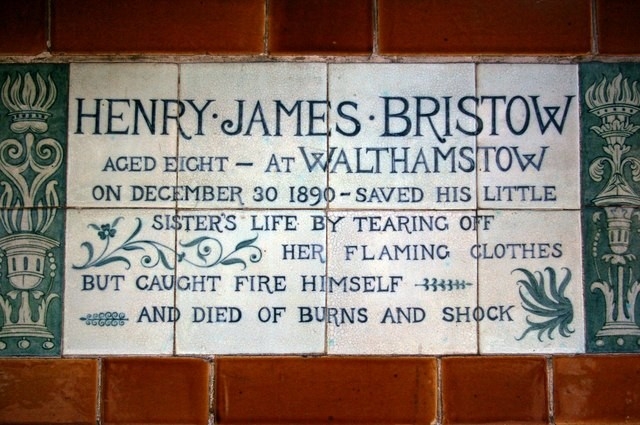 HENRY · JAMES · BRISTOW
AGED EIGHT – AT WALTHAMSTOW
ON DECEMBER 30 1890 – SAVED HIS LITTLE
SISTER'S LIFE BY TEARING OFF
HER FLAMING CLOTHES
BUT CAUGHT FIRE HIMSELF
AND DIED OF BURNS AND SHOCK